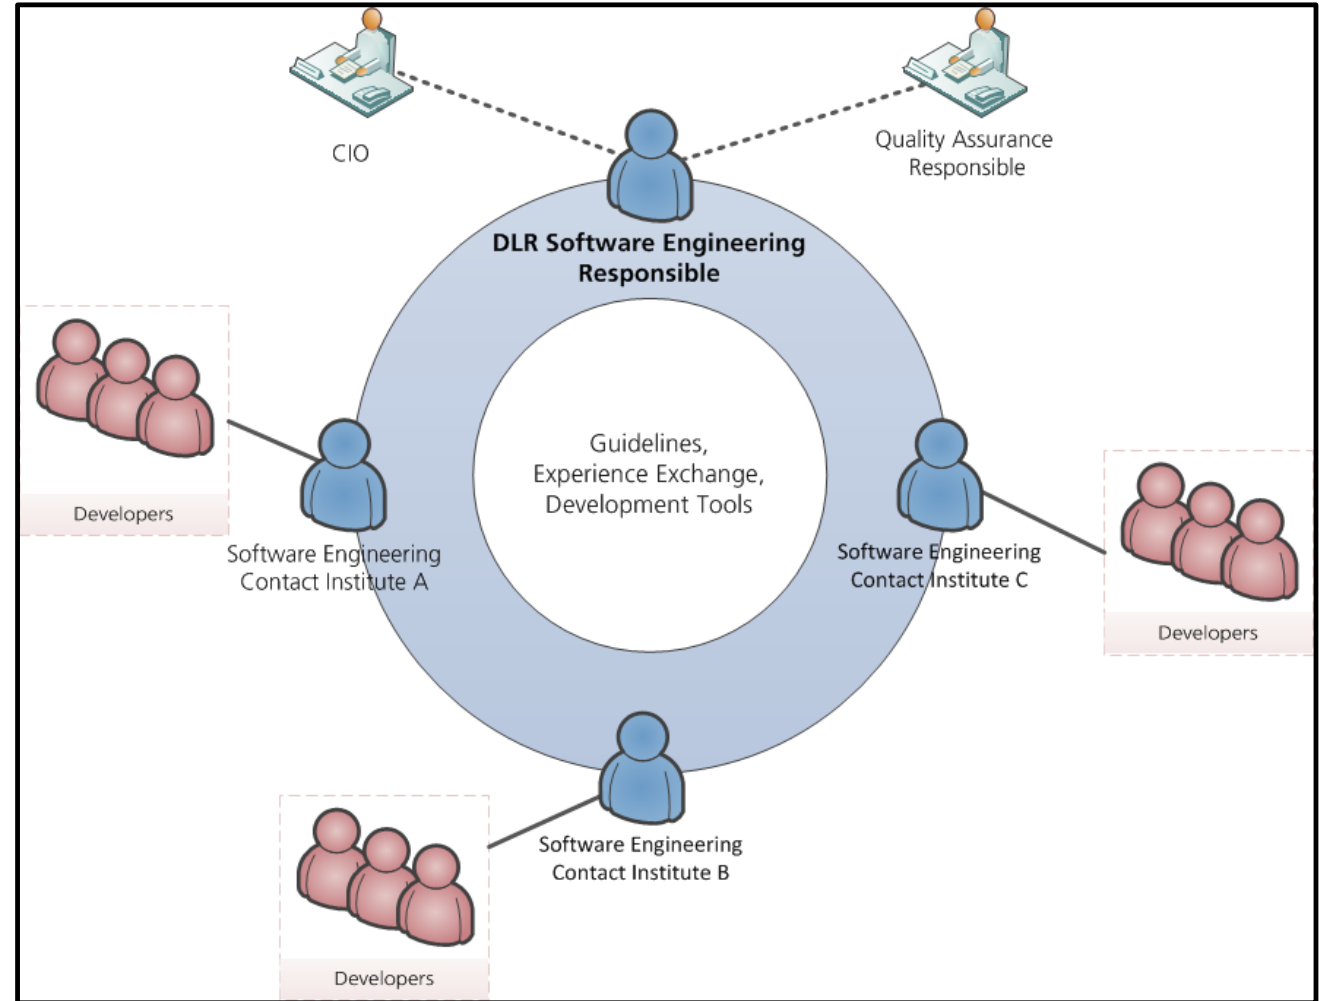 CIO
Quality Assurance
Responsible
DLR Software Engineering
Responsible
Guidelines,
Experience Exchange,
Development Tools
Developers
Software Engineering
Contact Institute A
Software Engineering
Contact Institute C
Developers
Software Engineering
Contact Institute B
Developers